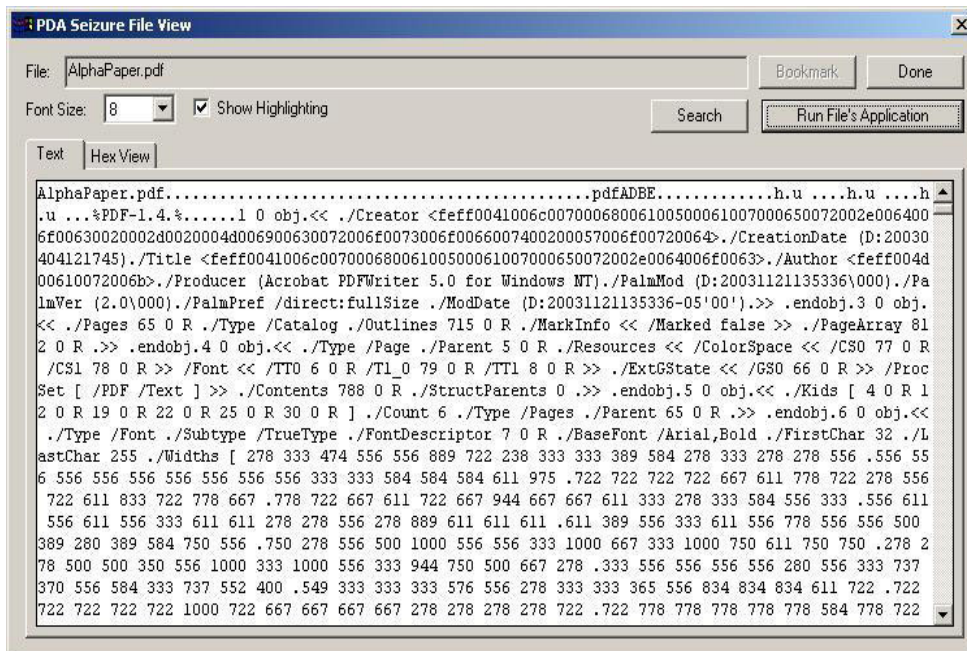 PDA Seizure File View
File: AlphaPaper.pdf Bookmark Done
Font Size: 8 Show Highlighting Search Run File's Application
Text Hex View
AlphaPaper.pdf..................................................pdfADBE.............h.u ....h.u ....h
.u ...%PDF-1.4.%......1 0 obj.<< ./Creator <feff0041006c00700068006100500061007000650072002e006400
6f00630020002d0020004d006900630072006f0073006f0066007400200057006f00720064>./CreationDate (D:20030
404121745)./Title <feff0041006c00700068006100500061007000650072002e0064006f0063>./Author <feff004d
00610072006b>./Producer (Acrobat PDFWriter 5.0 for Windows NT)./PalmMod (D:20031121135336\000)./Pa
lmVer (2.0\000)./PalmPref /direct:fullSize ./ModDate (D:20031121135336-05'00').>> .endobj.3 0 obj.
<< ./Pages 65 0 R ./Type /Catalog ./Outlines 715 0 R ./MarkInfo << /Marked false >> ./PageArray 81
2 0 R .>> .endobj.4 0 obj.<< ./Type /Page ./Parent 5 0 R ./Resources << /ColorSpace << /CS0 77 0 R
/CS1 78 0 R >> /Font << /TT0 6 0 R /T1_0 79 0 R /TT1 8 0 R >> ./ExtGState << /GS0 66 0 R >> /Proc
Set [ /PDF /Text ] >> ./Contents 788 0 R ./StructParents 0 .>> .endobj.5 0 obj.<< ./Kids [ 4 0 R 1
2 0 R 19 0 R 22 0 R 25 0 R 30 0 R ] ./Count 6 ./Type /Pages ./Parent 65 0 R .>> .endobj.6 0 obj.<<
./Type /Font ./Subtype /TrueType ./FontDescriptor 7 0 R ./BaseFont /Arial,Bold ./FirstChar 32 ./L
astChar 255 ./Widths [ 278 333 474 556 556 889 722 238 333 333 389 584 278 333 278 278 556 .556 55
6 556 556 556 556 556 556 556 333 333 584 584 584 611 975 .722 722 722 722 667 611 778 722 278 556
722 611 833 722 778 667 .778 722 667 611 722 667 944 667 667 611 333 278 333 584 556 333 .556 611
556 611 556 333 611 611 278 278 556 278 889 611 611 611 .611 389 556 333 611 556 778 556 556 500
389 280 389 584 750 556 .750 278 556 500 1000 556 556 333 1000 667 333 1000 750 611 750 750 .278 2
78 500 500 350 556 1000 333 1000 556 333 944 750 500 667 278 .333 556 556 556 556 280 556 333 737
370 556 584 333 737 552 400 .549 333 333 333 576 556 278 333 333 365 556 834 834 834 611 722 .722
722 722 722 722 1000 722 667 667 667 667 278 278 278 278 722 .722 778 778 778 778 778 584 778 722